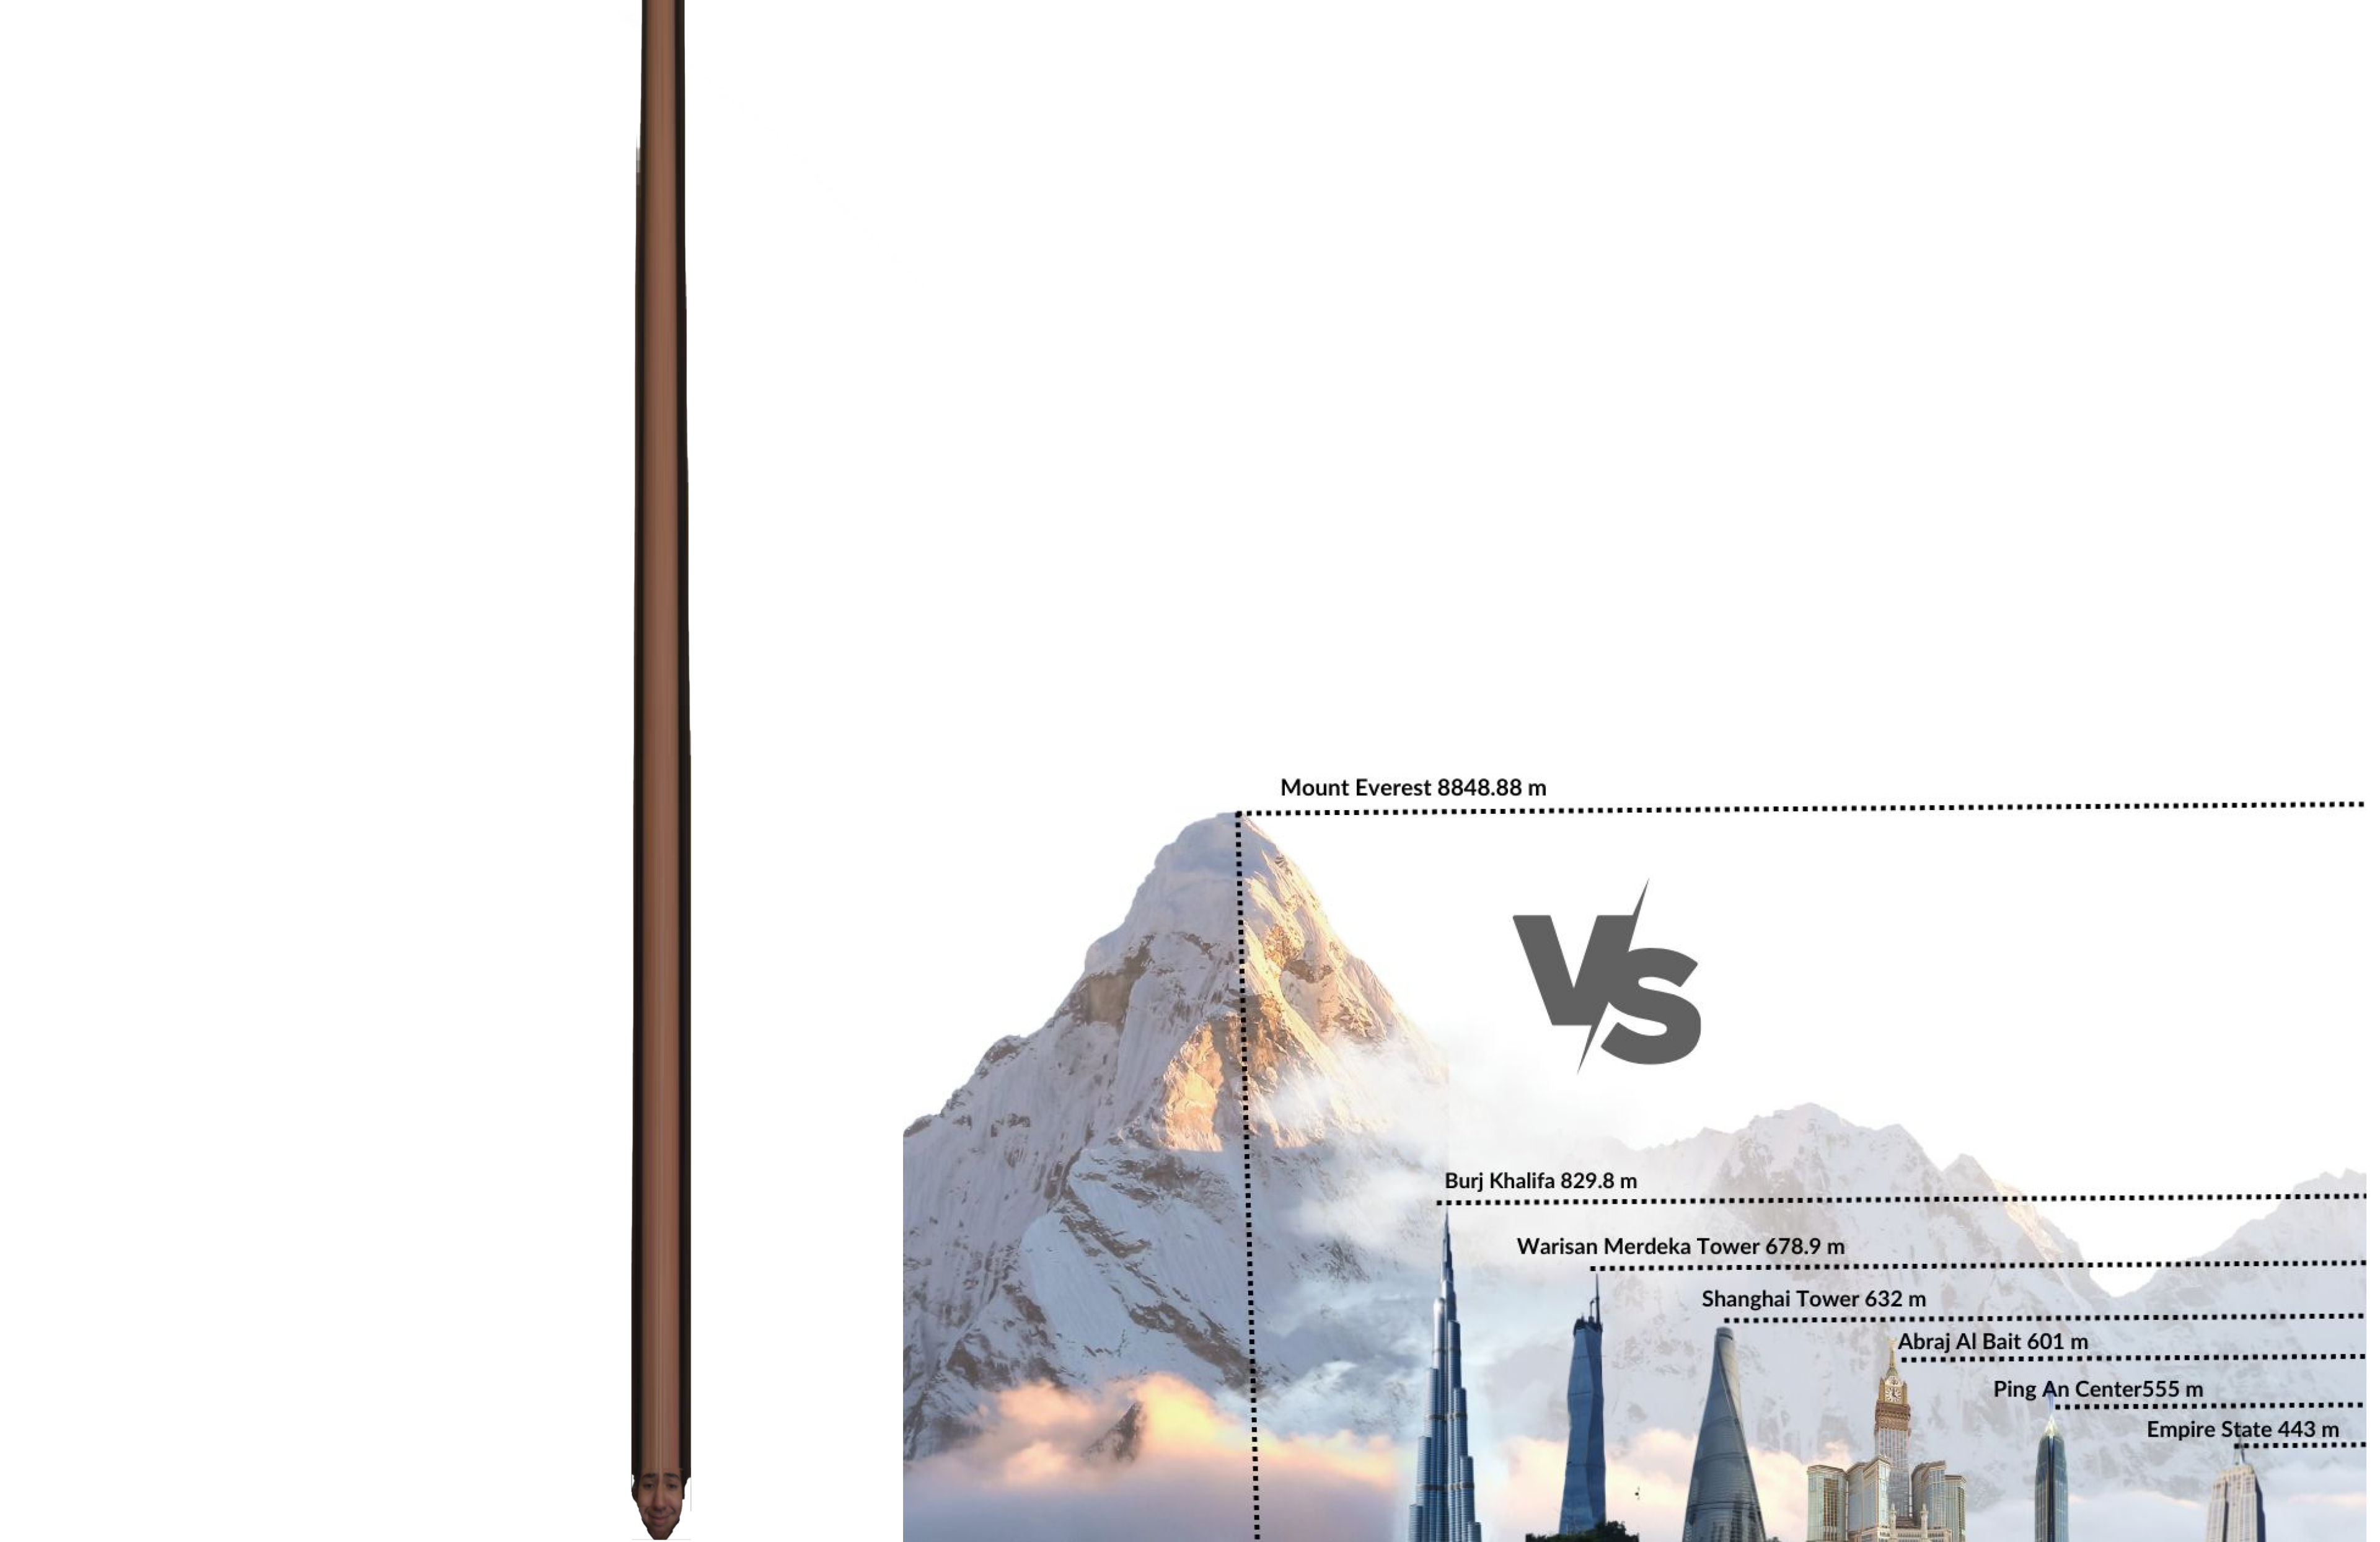 Mount Everest 8848.88 m
VS
Burj Khalifa 829.8 m
Warisan Merdeka Tower 678.9 m
Shanghai Tower 632 m
Abraj Al Bait 601 m
Ping An Center555 m
Empire State 443 m